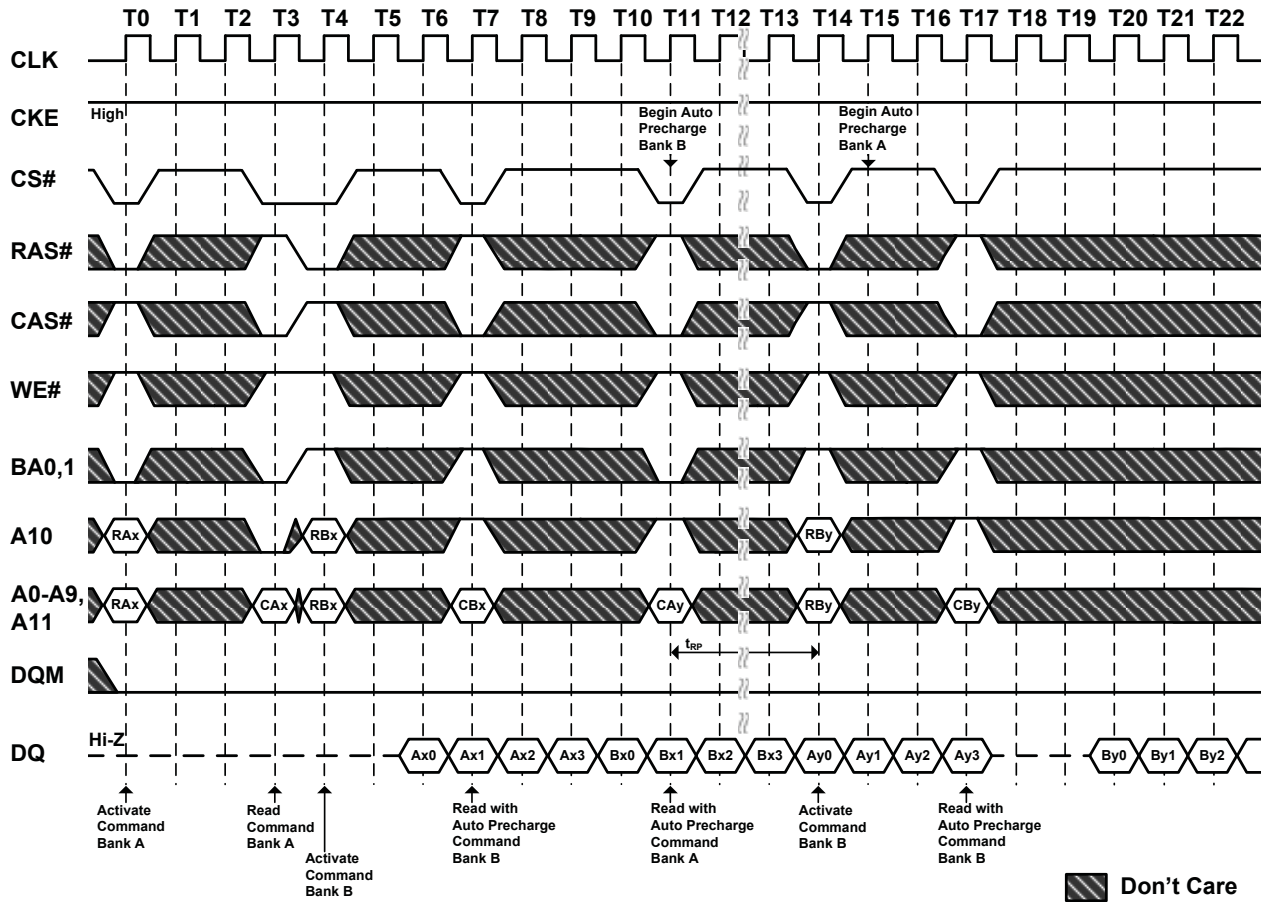 T0 T1 T2 T3 T4 T5 T6 T7 T8 T9 T10 T11 T12 T13 T14 T15 T16 T17 T18 T19 T20 T21 T22
CLK
CKE
High
Begin Auto
Precharge
Bank B
Begin Auto
Precharge
Bank A
CS#
RAS#
CAS#
WE#
BA0,1
A10
RAx RBx RBy
A0-A9,
A11
RAx CAx RBx CBx CAy RBy CBy
tRP
DQM
DQ
Hi-Z
Ax0 Ax1 Ax2 Ax3 Bx0 Bx1 Bx2 Bx3 Ay0 Ay1 Ay2 Ay3 By0 By1 By2
Activate
Command
Bank A
Read
Command
Bank A
Activate
Command
Bank B
Read with
Auto Precharge
Command
Bank B
Read with
Auto Precharge
Command
Bank A
Activate
Command
Bank B
Read with
Auto Precharge
Command
Bank B
Don't Care